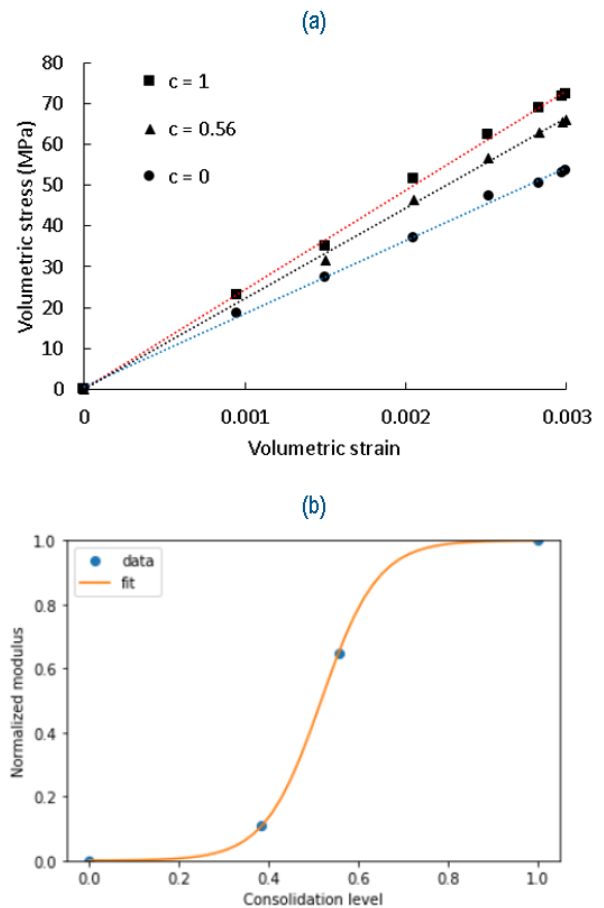 (a)
80
70
60
50
40
30
20
10
0
Volumetric stress (MPa)
c = 1
c = 0.56
c = 0
0 0.001 0.002 0.003
Volumetric strain
(b)
1.0
0.8
0.6
0.4
0.2
0.0
Normalized modulus
data
fit
0.0 0.2 0.4 0.6 0.8 1.0
Consolidation level